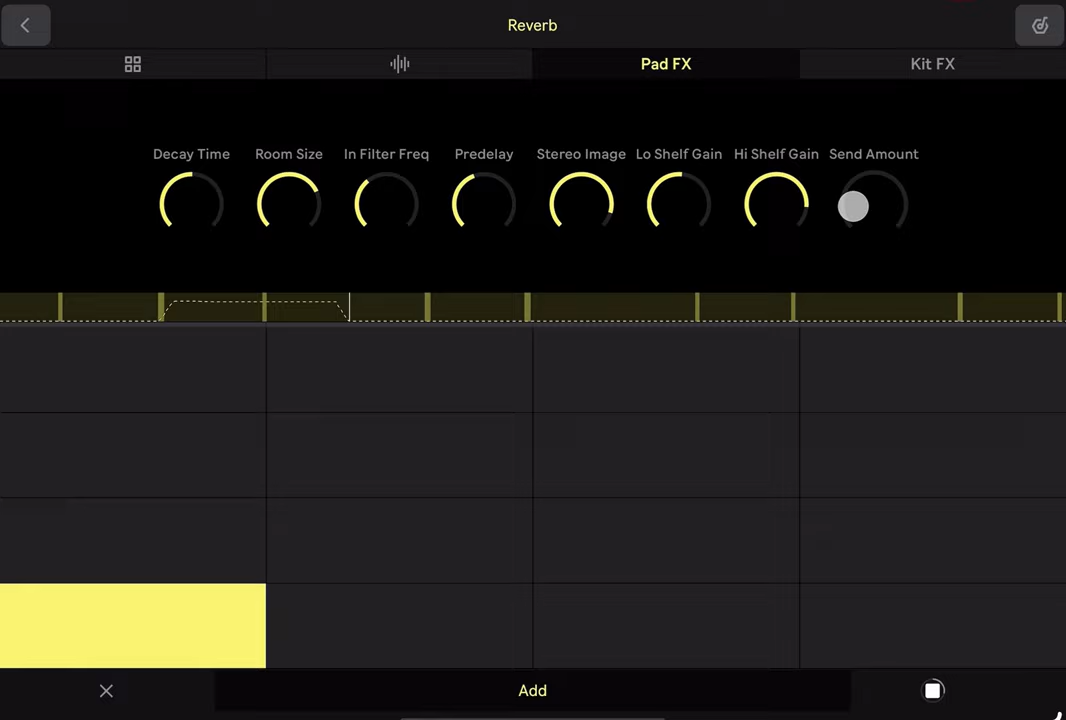 Reverb
Pad FX
Kit FX
Decay Time
Room Size
In Filter Freq
Predelay
Stereo Image
Lo Shelf Gain
Hi Shelf Gain
Send Amount
Add